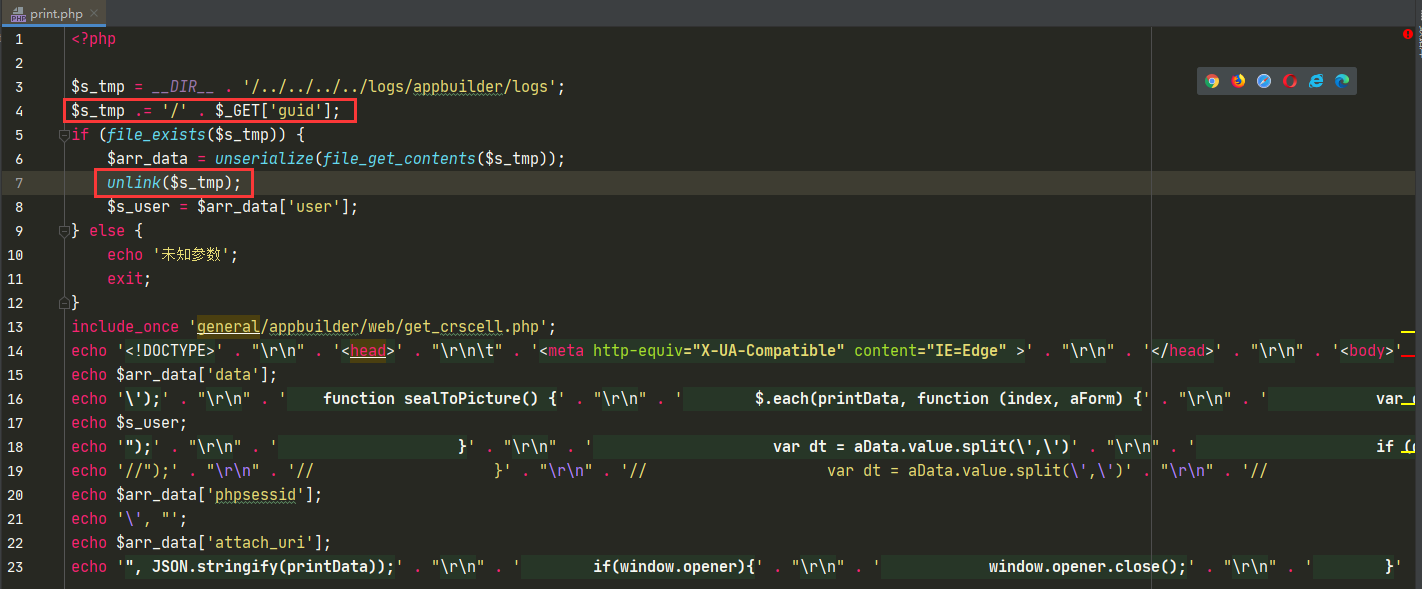 print.php
1 <?php
2
3 $s_tmp = __DIR__ . '/../../../../logs/appbuilder/logs';
4 $s_tmp .= '/' . $_GET['guid'];
5 if (file_exists($s_tmp)) {
6 $arr_data = unserialize(file_get_contents($s_tmp));
7 unlink($s_tmp);
8 $s_user = $arr_data['user'];
9 } else {
10 echo '未知参数';
11 exit;
12 }
13 include_once 'general/appbuilder/web/get_crscell.php';
14 echo '<!DOCTYPE>' . "\r\n" . '<head>' . "\r\n\t" . '<meta http-equiv="X-UA-Compatible" content="IE=Edge" >' . "\r\n" . '</head>' . "\r\n" . '<body>'
15 echo $arr_data['data'];
16 echo '\');' . "\r\n" . ' function sealToPicture() {' . "\r\n" . ' $.each(printData, function (index, aForm) {' . "\r\n" . ' var
17 echo $s_user;
18 echo '");' . "\r\n" . ' }' . "\r\n" . ' var dt = aData.value.split(\',\')' . "\r\n" . ' if
19 echo '//");' . "\r\n" . '// }' . "\r\n" . '// var dt = aData.value.split(\',\')' . "\r\n" . '//
20 echo $arr_data['phpsessid'];
21 echo '\', "';
22 echo $arr_data['attach_uri'];
23 echo '", JSON.stringify(printData));' . "\r\n" . ' if(window.opener){' . "\r\n" . ' window.opener.close();' . "\r\n" . ' }'